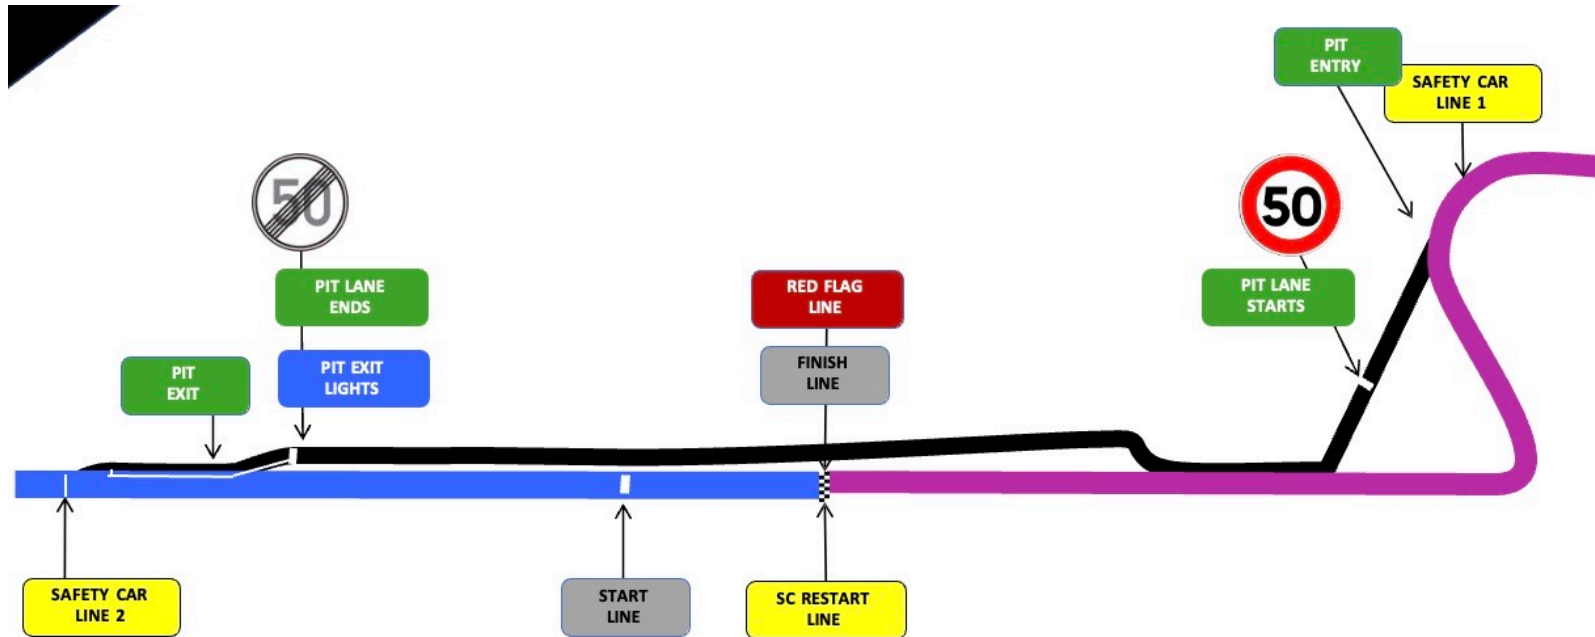 PIT
ENTRY
SAFETY CAR
LINE 1
50
50
PIT LANE
ENDS
RED FLAG
LINE
PIT LANE
STARTS
PIT
EXIT
PIT EXIT
LIGHTS
FINISH
LINE
SAFETY CAR
LINE 2
START
LINE
SC RESTART
LINE